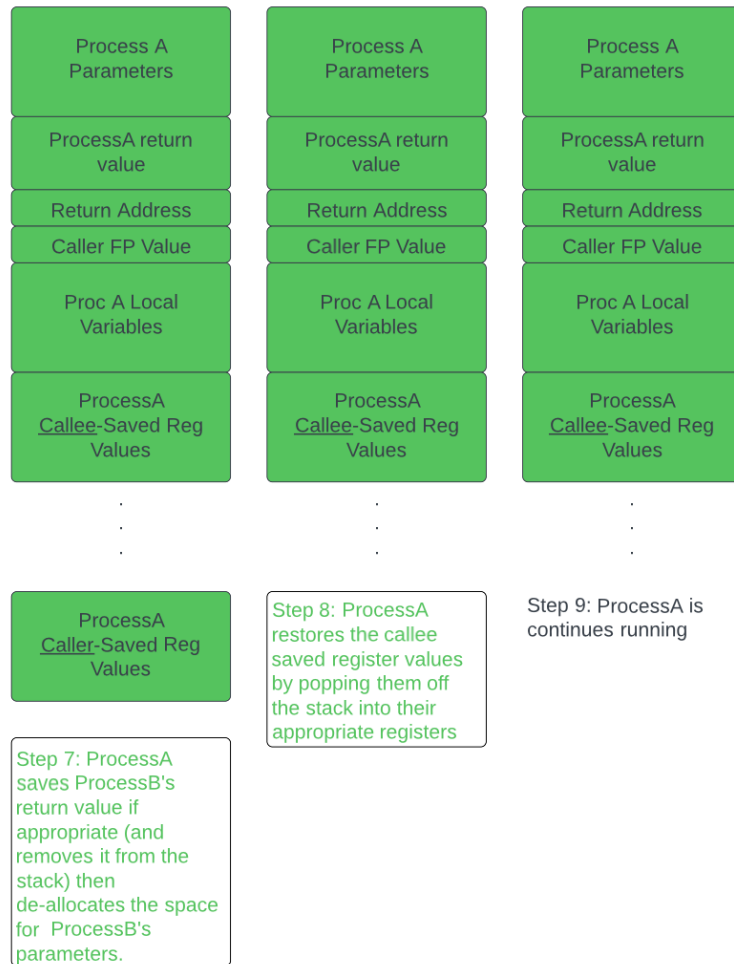 Process A
Parameters
ProcessA return
value
Return Address
Caller FP Value
Proc A Local
Variables
ProcessA
Callee-Saved Reg
Values
.
.
.
ProcessA
Caller-Saved Reg
Values
Step 7: ProcessA
saves ProcessB's
return value if
appropriate (and
removes it from the
stack) then
de-allocates the space
for ProcessB's
parameters.
Process A
Parameters
ProcessA return
value
Return Address
Caller FP Value
Proc A Local
Variables
ProcessA
Callee-Saved Reg
Values
.
.
.
Step 8: ProcessA
restores the callee
saved register values
by popping them off
the stack into their
appropriate registers
Process A
Parameters
ProcessA return
value
Return Address
Caller FP Value
Proc A Local
Variables
ProcessA
Callee-Saved Reg
Values
.
.
.
Step 9: ProcessA is
continues running